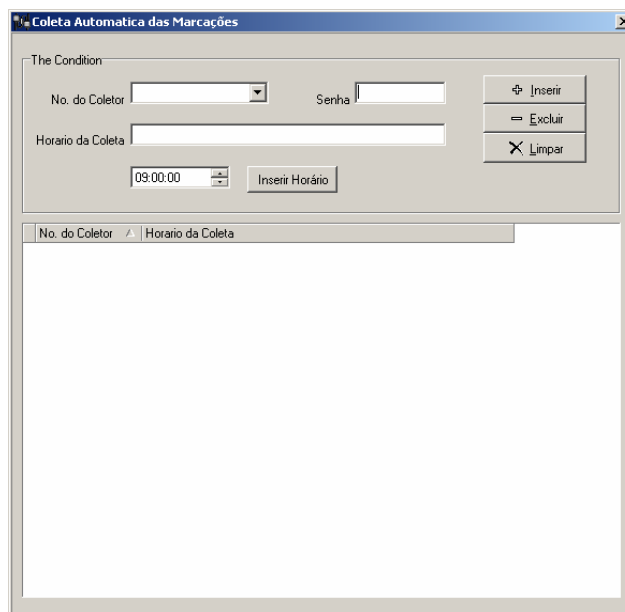 Coleta Automatica das Marcações
The Condition
No. do Coletor
Senha
Inserir
Excluir
Horario da Coleta
Limpar
09:00:00
Inserir Horário
No. do Coletor Horario da Coleta